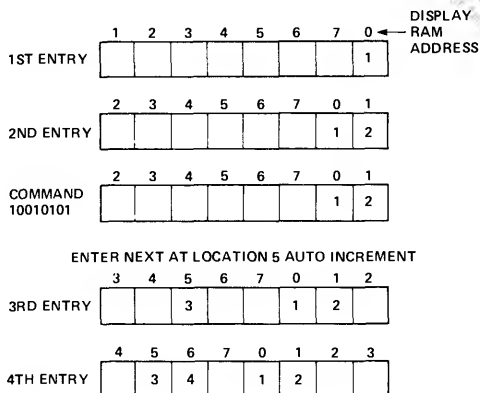 1 2 3 4 5 6 7 0 ← DISPLAY RAM ADDRESS
1ST ENTRY 1
2 3 4 5 6 7 0 1
2ND ENTRY 1 2
2 3 4 5 6 7 0 1
COMMAND 10010101 1 2
ENTER NEXT AT LOCATION 5 AUTO INCREMENT
3 4 5 6 7 0 1 2
3RD ENTRY 3 1 2
4 5 6 7 0 1 2 3
4TH ENTRY 3 4 1 2